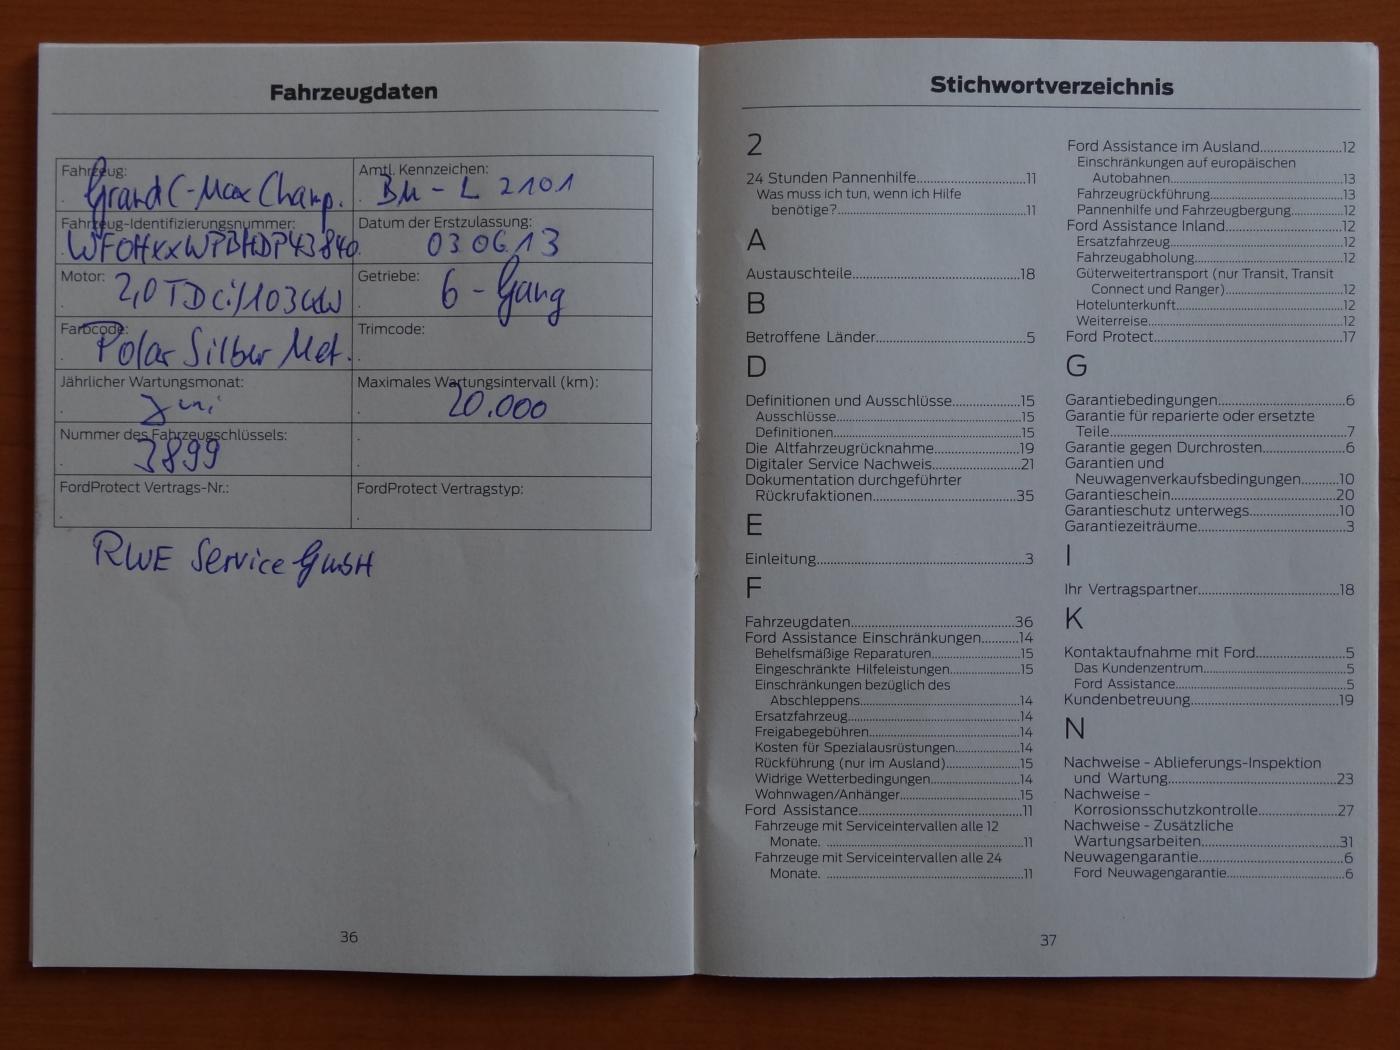 Fahrzeugdaten
Fahrzeug:
Grand C-Max Champ.
Amtl. Kennzeichen:
BM - L 2101
Fahrzeug-Identifizierungsnummer:
WF0HXXWPBHDP43840
Datum der Erstzulassung:
03 06.13
Motor: 2,0 TDCi/103 KW
Getriebe: 6 - Gang
Farbcode:
Polar Silber Met.
Trimcode:
Jährlicher Wartungsmonat:
Juni
Maximales Wartungsintervall (km):
20.000
Nummer des Fahrzeugschlüssels:
3899
FordProtect Vertrags-Nr.:
FordProtect Vertragstyp:
RWE Service GmbH
36
Stichwortverzeichnis
2
24 Stunden Pannenhilfe.....11
Was muss ich tun, wenn ich Hilfe
benötige?.....11
A
Austauschteile.....18
B
Betroffene Länder.....5
D
Definitionen und Ausschlüsse.....15
Ausschlüsse.....15
Definitionen.....15
Die Altfahrzeugrücknahme.....19
Digitaler Service Nachweis.....21
Dokumentation durchgeführter
Rückrufaktionen.....35
E
Einleitung.....3
F
Fahrzeugdaten.....36
Ford Assistance Einschränkungen.....14
Behelfsmäßige Reparaturen.....15
Eingeschränkte Hilfeleistungen.....15
Einschränkungen bezüglich des
Abschleppens.....14
Ersatzfahrzeug.....14
Freigabegebühren.....14
Kosten für Spezialausrüstungen.....14
Rückführung (nur im Ausland).....15
Widrige Wetterbedingungen.....14
Wohnwagen/Anhänger.....15
Ford Assistance.....11
Fahrzeuge mit Serviceintervallen alle 12
Monate. .....11
Fahrzeuge mit Serviceintervallen alle 24
Monate. .....11
Ford Assistance im Ausland.....12
Einschränkungen auf europäischen
Autobahnen.....13
Fahrzeugrückführung.....13
Pannenhilfe und Fahrzeugbergung.....12
Ford Assistance Inland.....12
Ersatzfahrzeug.....12
Fahrzeugabholung.....12
Güterweitertransport (nur Transit, Transit
Connect und Ranger).....12
Hotelunterkunft.....12
Weiterreise.....12
Ford Protect.....17
G
Garantiebedingungen.....6
Garantie für reparierte oder ersetzte
Teile.....7
Garantie gegen Durchrosten.....6
Garantien und
Neuwagenverkaufsbedingungen.....10
Garantieschein.....20
Garantieschutz unterwegs.....10
Garantiezeiträume.....3
I
Ihr Vertragspartner.....18
K
Kontaktaufnahme mit Ford.....5
Das Kundenzentrum.....5
Ford Assistance.....5
Kundenbetreuung.....19
N
Nachweise - Ablieferungs-Inspektion
und Wartung.....23
Nachweise -
Korrosionsschutzkontrolle.....27
Nachweise - Zusätzliche
Wartungsarbeiten.....31
Neuwagengarantie.....6
Ford Neuwagengarantie.....6
37